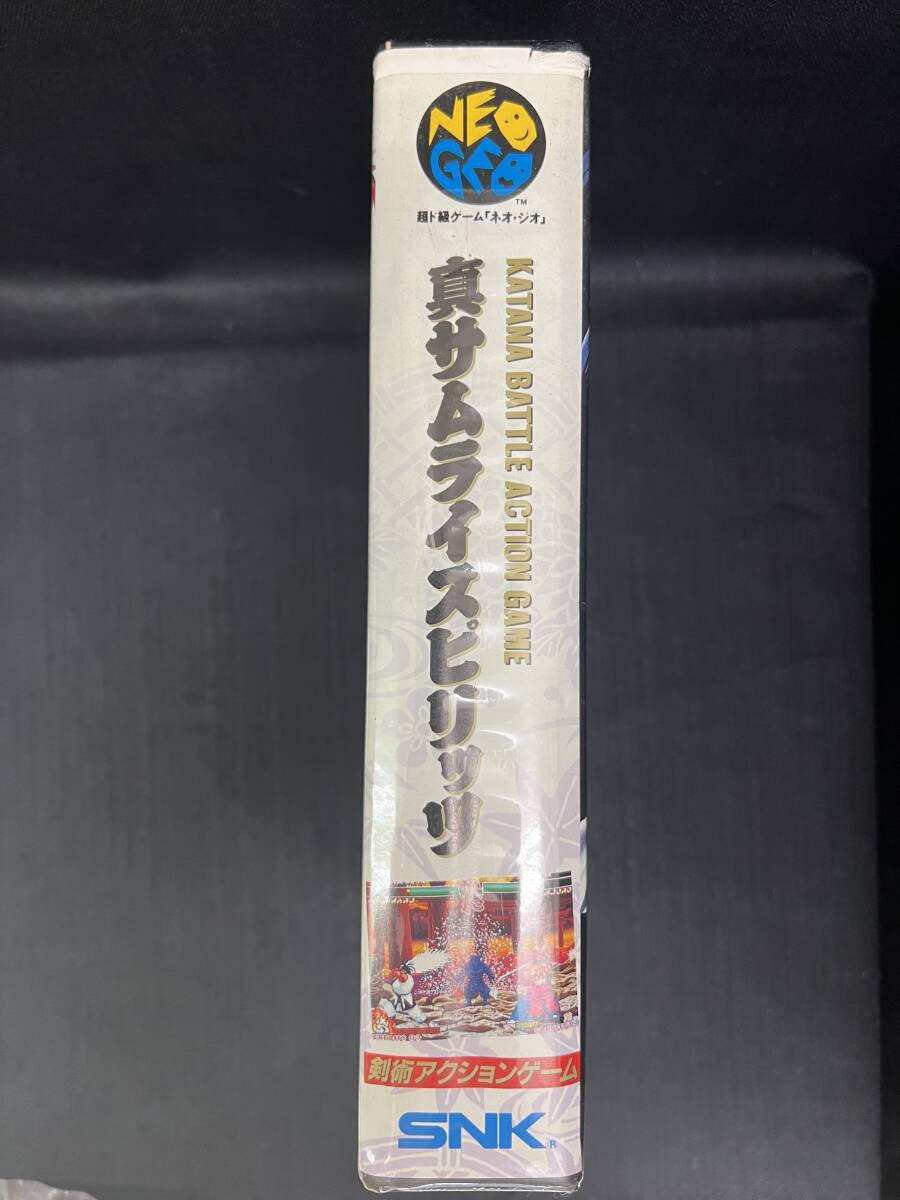 NEO
GEO
TM
超ド級ゲーム「ネオ・ジオ」
KATANA BATTLE ACTION GAME
真サムライスピリッツ
剣術アクションゲーム
SNK
R